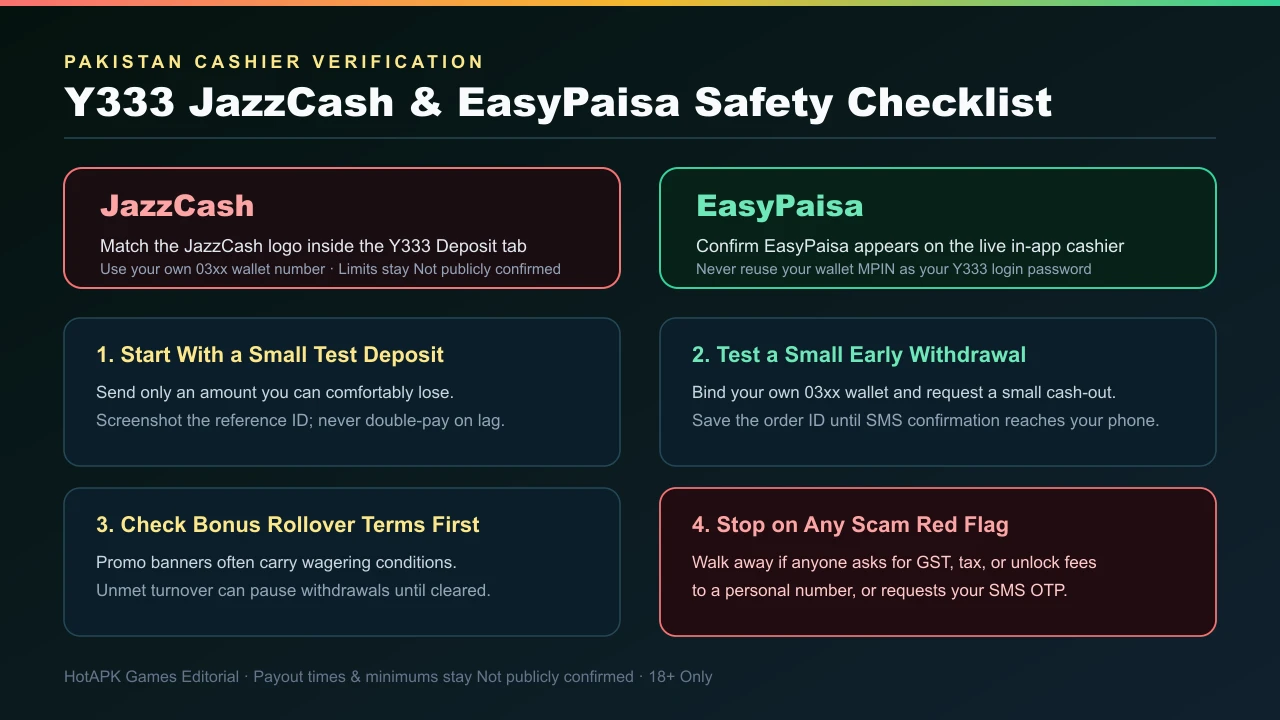 PAKISTAN CASHIER VERIFICATION
Y333 JazzCash & EasyPaisa Safety Checklist
JazzCash
Match the JazzCash logo inside the Y333 Deposit tab
Use your own 03xx wallet number · Limits stay Not publicly confirmed
EasyPaisa
Confirm EasyPaisa appears on the live in-app cashier
Never reuse your wallet MPIN as your Y333 login password
1. Start With a Small Test Deposit
Send only an amount you can comfortably lose.
Screenshot the reference ID; never double-pay on lag.
2. Test a Small Early Withdrawal
Bind your own 03xx wallet and request a small cash-out.
Save the order ID until SMS confirmation reaches your phone.
3. Check Bonus Rollover Terms First
Promo banners often carry wagering conditions.
Unmet turnover can pause withdrawals until cleared.
4. Stop on Any Scam Red Flag
Walk away if anyone asks for GST, tax, or unlock fees
to a personal number, or requests your SMS OTP.
HotAPK Games Editorial · Payout times & minimums stay Not publicly confirmed · 18+ Only